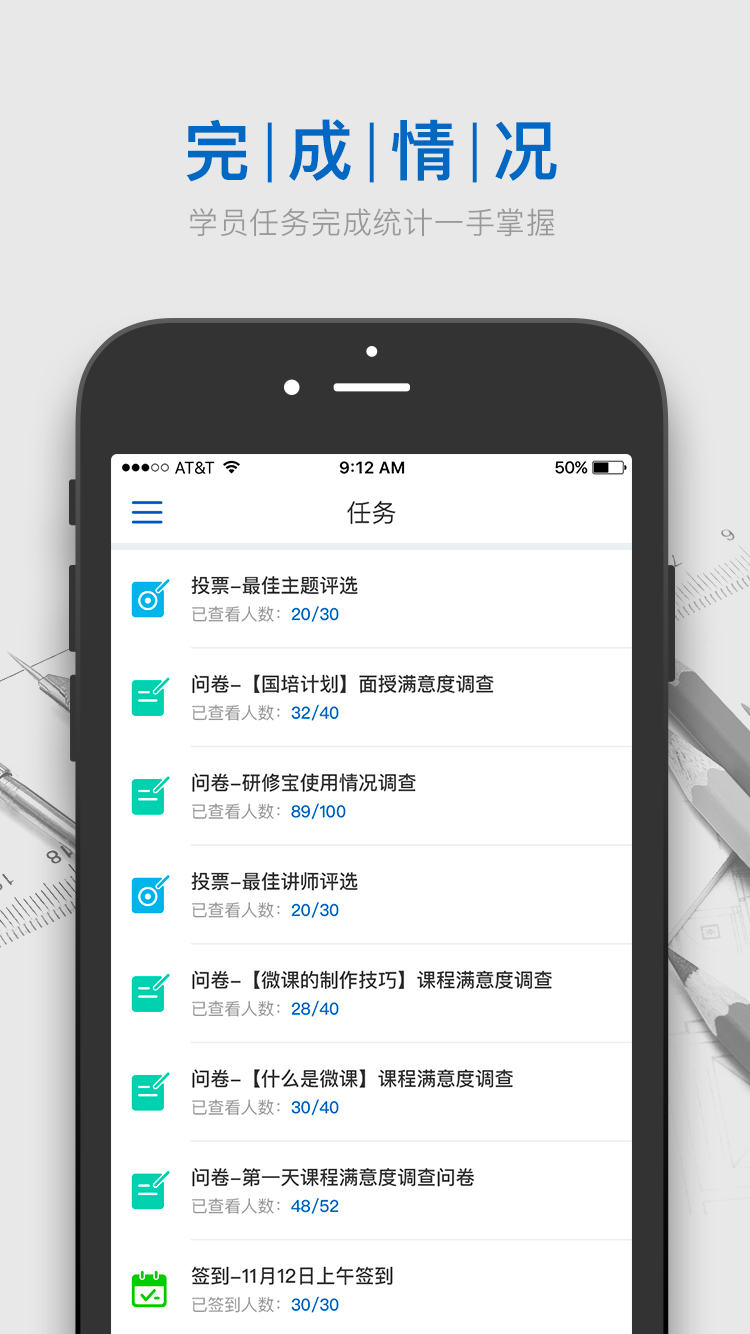 完成情况
学员任务完成统计一手掌握
AT&T 9:12 AM 50%
任务
投票-最佳主题评选
已查看人数：20/30
问卷-【国培计划】面授满意度调查
已查看人数：32/40
问卷-研修宝使用情况调查
已查看人数：89/100
投票-最佳讲师评选
已查看人数：20/30
问卷-【微课的制作技巧】课程满意度调查
已查看人数：28/40
问卷-【什么是微课】课程满意度调查
已查看人数：30/40
问卷-第一天课程满意度调查问卷
已查看人数：48/52
签到-11月12日上午签到
已签到人数：30/30
9
18